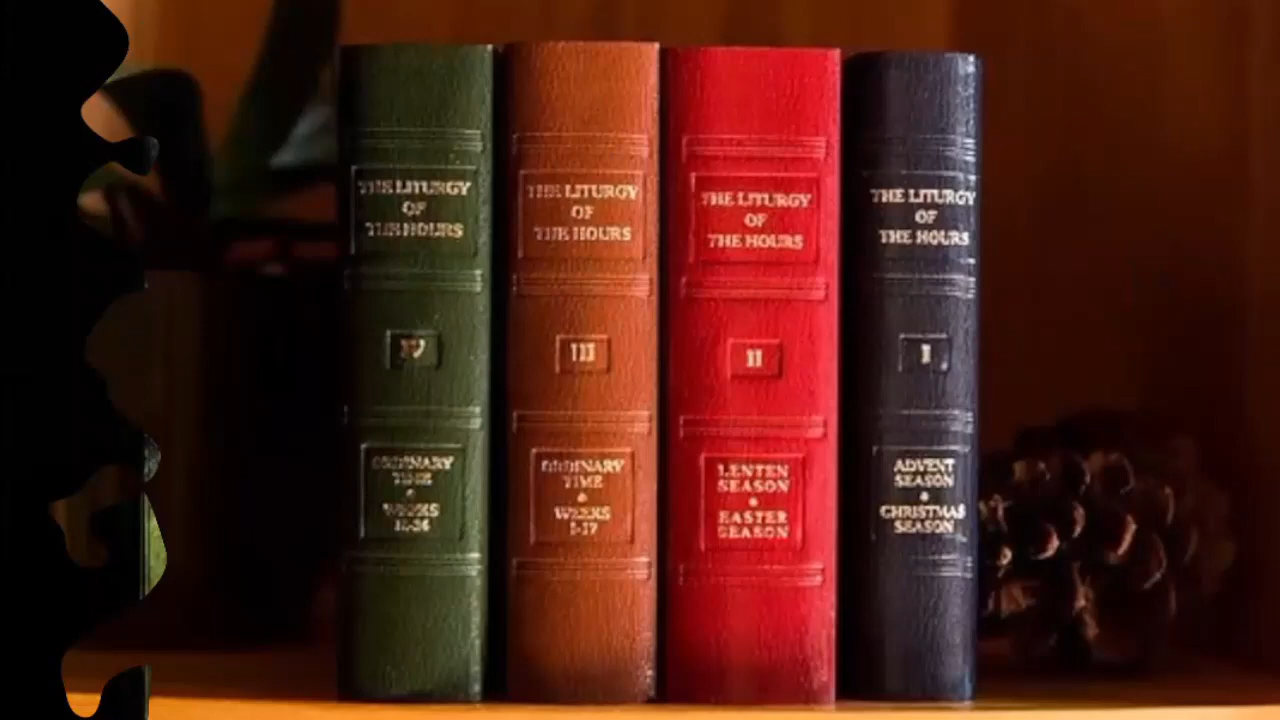 THE LITURGY
OF
THE HOURS
IV
ORDINARY
TIME
WEEKS
THE LITURGY
OF
THE HOURS
III
ORDINARY
TIME
WEEKS
1-17
THE LITURGY
OF
THE HOURS
II
LENTEN
SEASON
EASTER
SEASON
THE LITURGY
OF
THE HOURS
I
ADVENT
SEASON
CHRISTMAS
SEASON